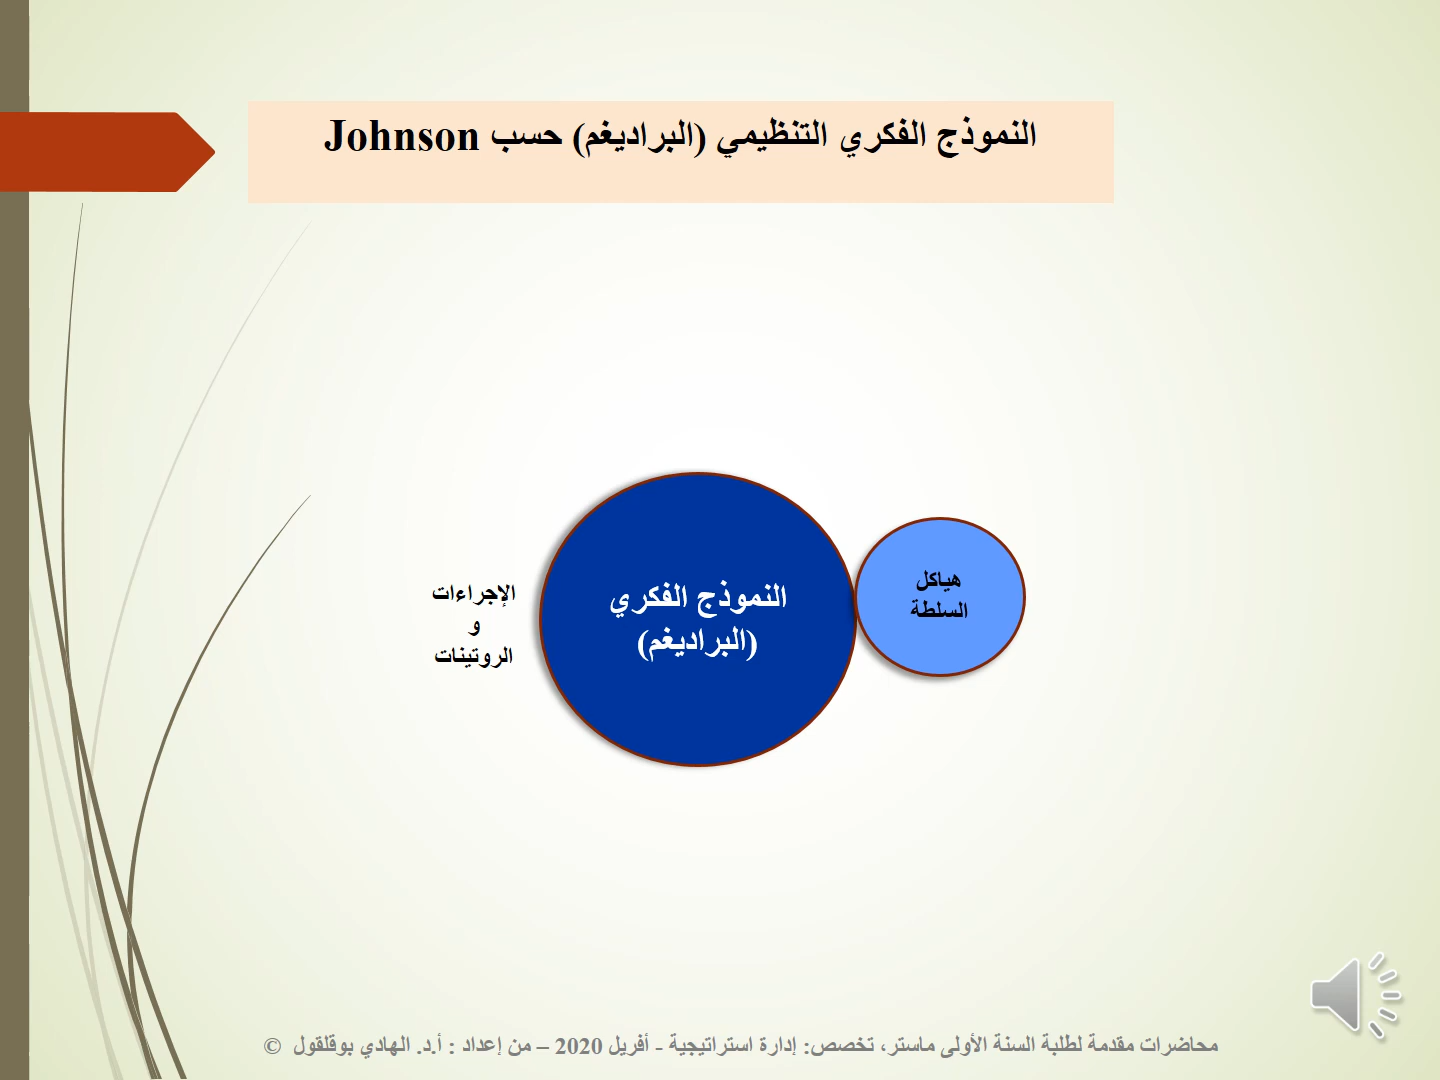 النموذج الفكري التنظيمي (البراديغم) حسب Johnson
هياكل
السلطة
النموذج الفكري
(البراديغم)
الإجراءات
و
الروتينات
محاضرات مقدمة لطلبة السنة الأولى ماستر، تخصص: إدارة استراتيجية - أفريل 2020 – من إعداد : أ.د. الهادي بوقلقول ©